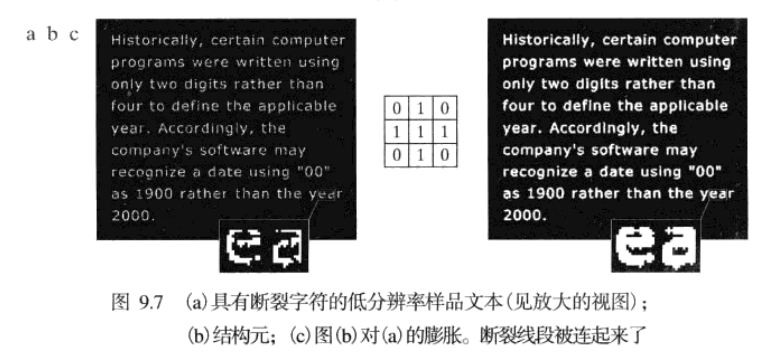 a b c
Historically, certain computer
programs were written using
only two digits rather than
four to define the applicable
year. Accordingly, the
company's software may
recognize a date using "00"
as 1900 rather than the year
2000.
e a
0 1 0
1 1 1
0 1 0
Historically, certain computer
programs were written using
only two digits rather than
four to define the applicable
year. Accordingly, the
company's software may
recognize a date using "00"
as 1900 rather than the year
2000.
e a
图 9.7 (a)具有断裂字符的低分辨率样品文本(见放大的视图);
(b)结构元; (c)图(b)对(a)的膨胀。断裂线段被连起来了